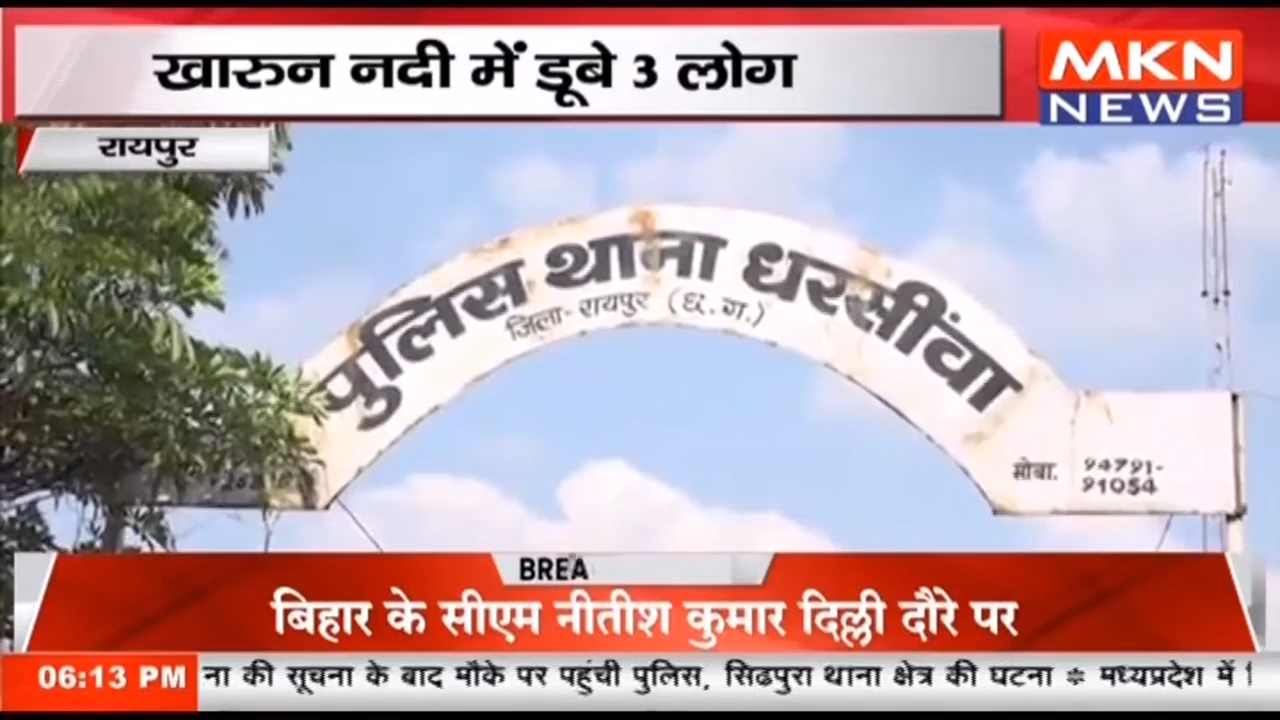 खारुन नदी में डूबे 3 लोग
MKN
NEWS
रायपुर
पुलिस थाना धरसींवा
जिला- रायपुर (छ. ग.)
मोबा. 94791-
91054
BREA
बिहार के सीएम नीतीश कुमार दिल्ली दौरे पर
06:13 PM ना की सूचना के बाद मौके पर पहुंची पुलिस, सिढपुरा थाना क्षेत्र की घटना * मध्यप्रदेश में